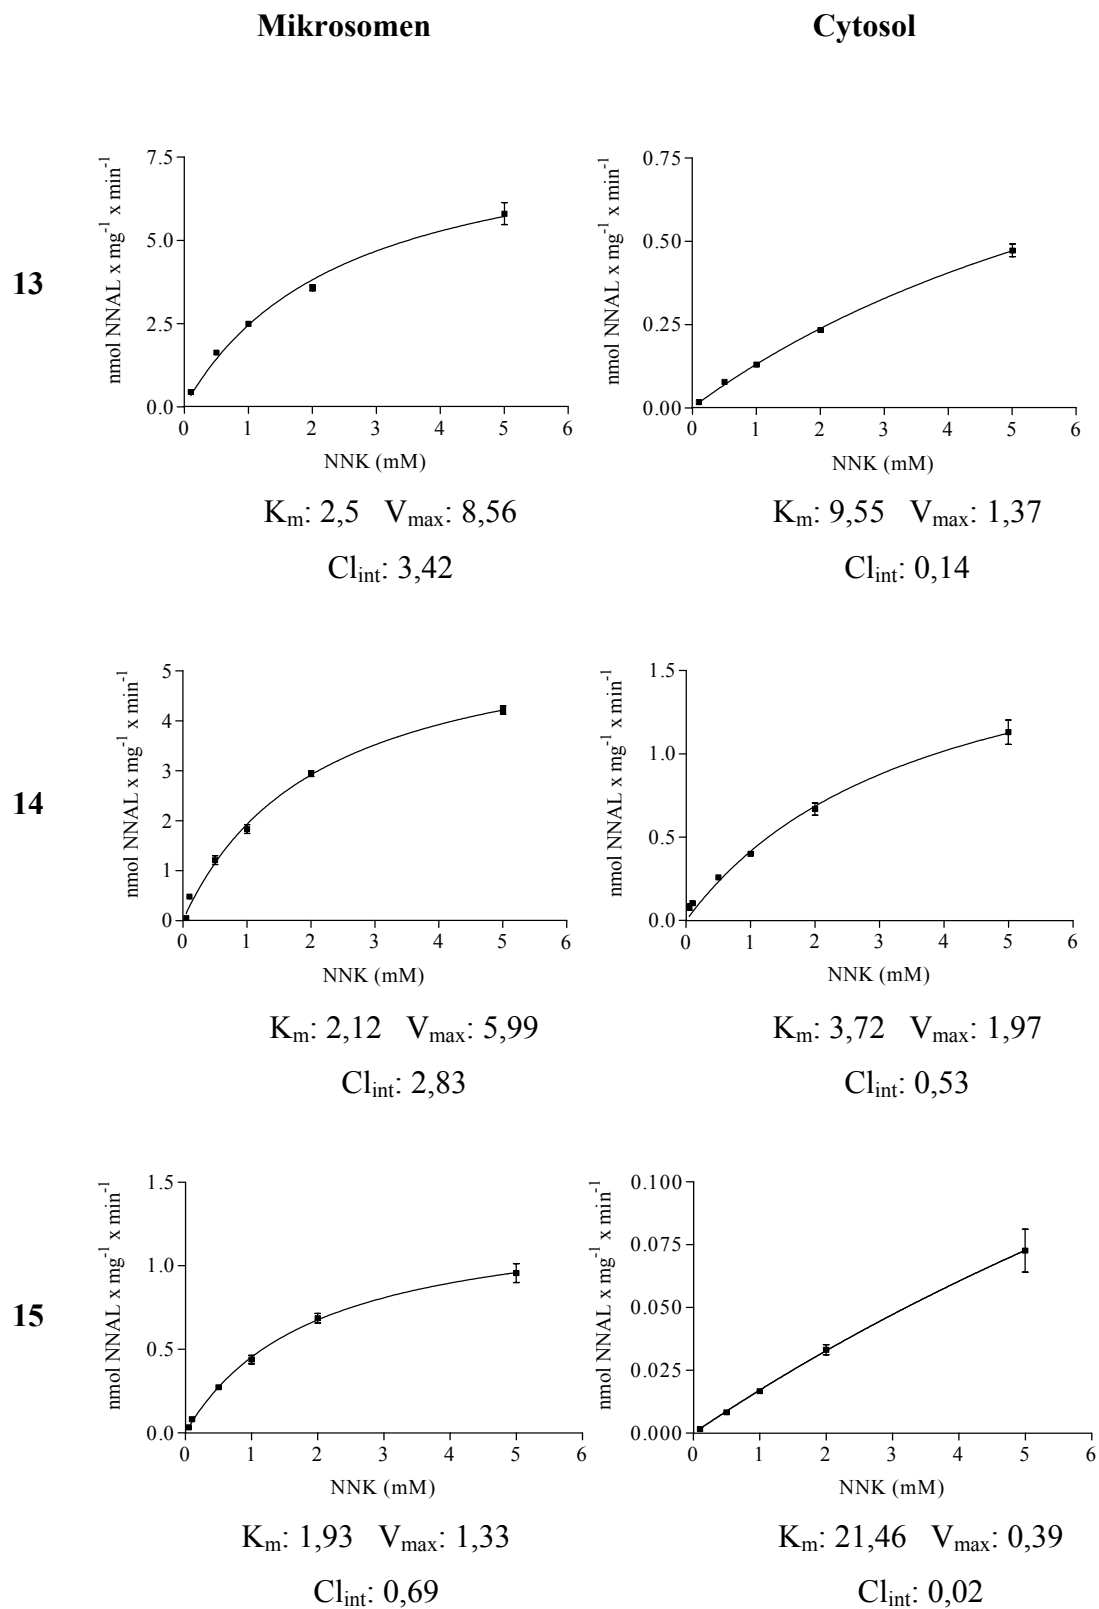 Mikrosomen Cytosol
13
nmol NNAL x mg⁻¹ x min⁻¹
7.5
5.0
2.5
0.0
0 1 2 3 4 5 6
NNK (mM)
Kₘ: 2,5 Vₘₐₓ: 8,56
Clᵢₙₜ: 3,42
nmol NNAL x mg⁻¹ x min⁻¹
0.75
0.50
0.25
0.00
0 1 2 3 4 5 6
NNK (mM)
Kₘ: 9,55 Vₘₐₓ: 1,37
Clᵢₙₜ: 0,14
14
nmol NNAL x mg⁻¹ x min⁻¹
5
4
3
2
1
0
0 1 2 3 4 5 6
NNK (mM)
Kₘ: 2,12 Vₘₐₓ: 5,99
Clᵢₙₜ: 2,83
nmol NNAL x mg⁻¹ x min⁻¹
1.5
1.0
0.5
0.0
0 1 2 3 4 5 6
NNK (mM)
Kₘ: 3,72 Vₘₐₓ: 1,97
Clᵢₙₜ: 0,53
15
nmol NNAL x mg⁻¹ x min⁻¹
1.5
1.0
0.5
0.0
0 1 2 3 4 5 6
NNK (mM)
Kₘ: 1,93 Vₘₐₓ: 1,33
Clᵢₙₜ: 0,69
nmol NNAL x mg⁻¹ x min⁻¹
0.100
0.075
0.050
0.025
0.000
0 1 2 3 4 5 6
NNK (mM)
Kₘ: 21,46 Vₘₐₓ: 0,39
Clᵢₙₜ: 0,02